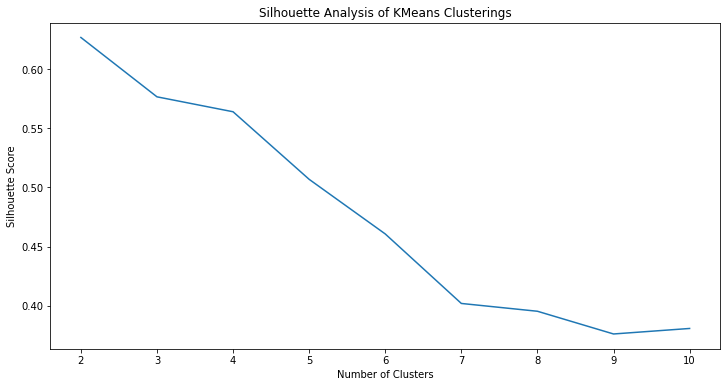 Silhouette Analysis of KMeans Clusterings
Silhouette Score
0.60
0.55
0.50
0.45
0.40
2 3 4 5 6 7 8 9 10
Number of Clusters